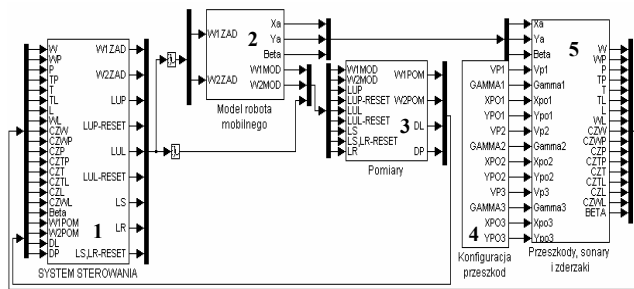 W
WP
P
TP
T
TL
L
WL
CZW
CZWP
CZP
CZTP
CZT
CZTL
CZL
CZWL
Beta
W1POM
W2POM
DL
DP
W1ZAD
W2ZAD
LUP
LUP-RESET
LUL
LUL-RESET
LS
LR
LS,LR-RESET
1
SYSTEM STEROWANIA
W1ZAD
W2ZAD
2
Xa
Ya
Beta
W1MOD
W2MOD
Model robota
mobilnego
W1MOD
W2MOD
LUP
LUP-RESET
LUL
LUL-RESET
LS
LS,LR-RESET
LR
W1POM
W2POM
3
DL
DP
Pomiary
VP1
GAMMA1
XPO1
YPO1
VP2
GAMMA2
XPO2
YPO2
VP3
GAMMA3
XPO3
YPO3
4
Konfiguracja
przeszkod
Xa
Ya
Beta
Vp1
Gamma1
Xpo1
Ypo1
Vp2
Gamma2
Xpo2
Ypo2
Vp3
Gamma3
Xpo3
Ypo3
5
W
WP
P
TP
T
TL
L
WL
CZW
CZWP
CZP
CZTP
CZT
CZTL
CZL
CZWL
BETA
Przeszkody, sonary
i zderzaki